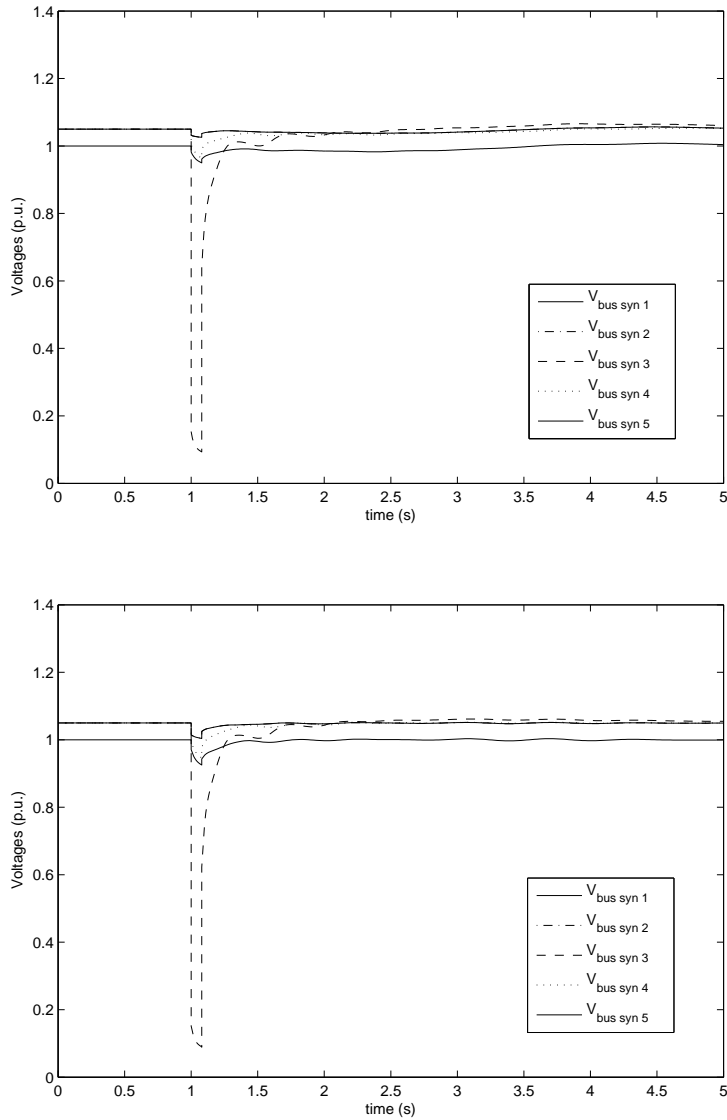 1.4
1.2
1
0.8
0.6
0.4
0.2
0
Voltages (p.u.)
V bus syn 1
V bus syn 2
V bus syn 3
V bus syn 4
V bus syn 5
0 0.5 1 1.5 2 2.5 3 3.5 4 4.5 5
time (s)
1.4
1.2
1
0.8
0.6
0.4
0.2
0
Voltages (p.u.)
V bus syn 1
V bus syn 2
V bus syn 3
V bus syn 4
V bus syn 5
0 0.5 1 1.5 2 2.5 3 3.5 4 4.5 5
time (s)